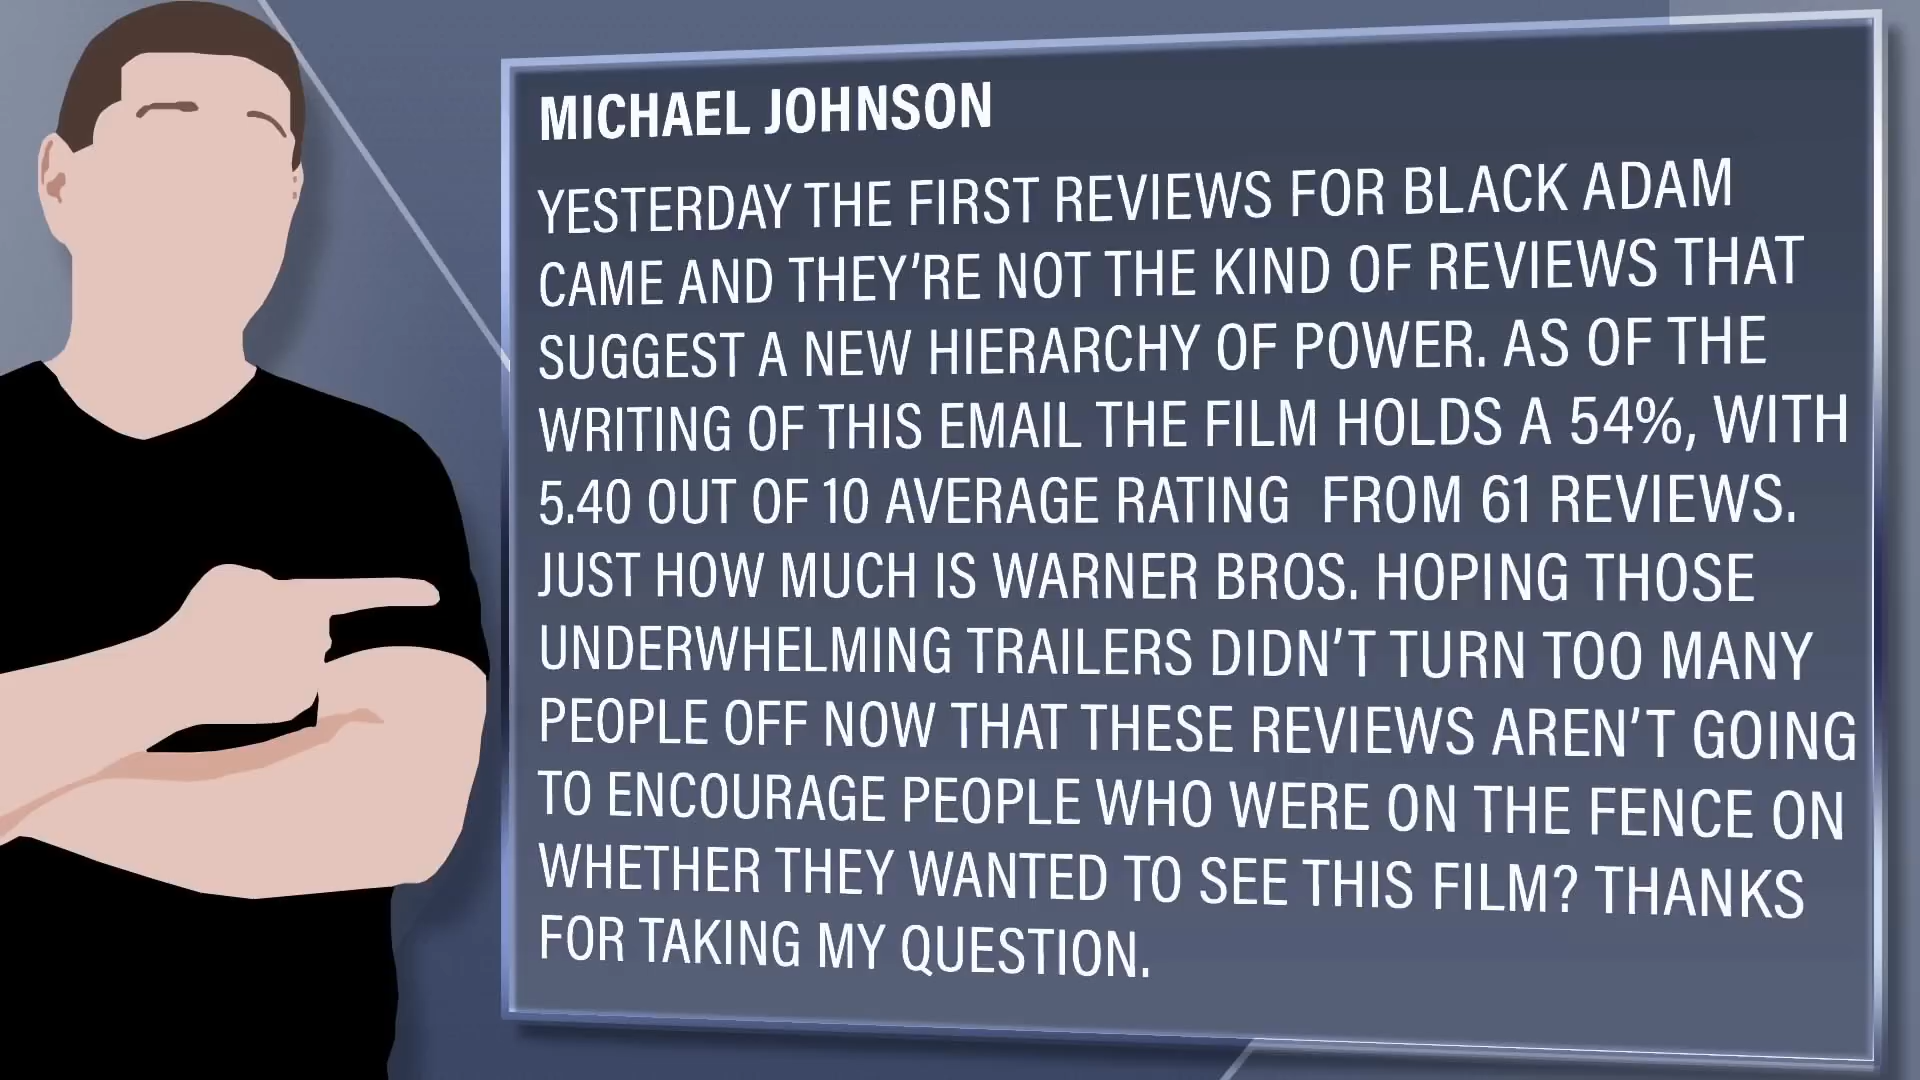 MICHAEL JOHNSON
YESTERDAY THE FIRST REVIEWS FOR BLACK ADAM
CAME AND THEY'RE NOT THE KIND OF REVIEWS THAT
SUGGEST A NEW HIERARCHY OF POWER. AS OF THE
WRITING OF THIS EMAIL THE FILM HOLDS A 54%, WITH
5.40 OUT OF 10 AVERAGE RATING  FROM 61 REVIEWS.
JUST HOW MUCH IS WARNER BROS. HOPING THOSE
UNDERWHELMING TRAILERS DIDN'T TURN TOO MANY
PEOPLE OFF NOW THAT THESE REVIEWS AREN'T GOING
TO ENCOURAGE PEOPLE WHO WERE ON THE FENCE ON
WHETHER THEY WANTED TO SEE THIS FILM? THANKS
FOR TAKING MY QUESTION.